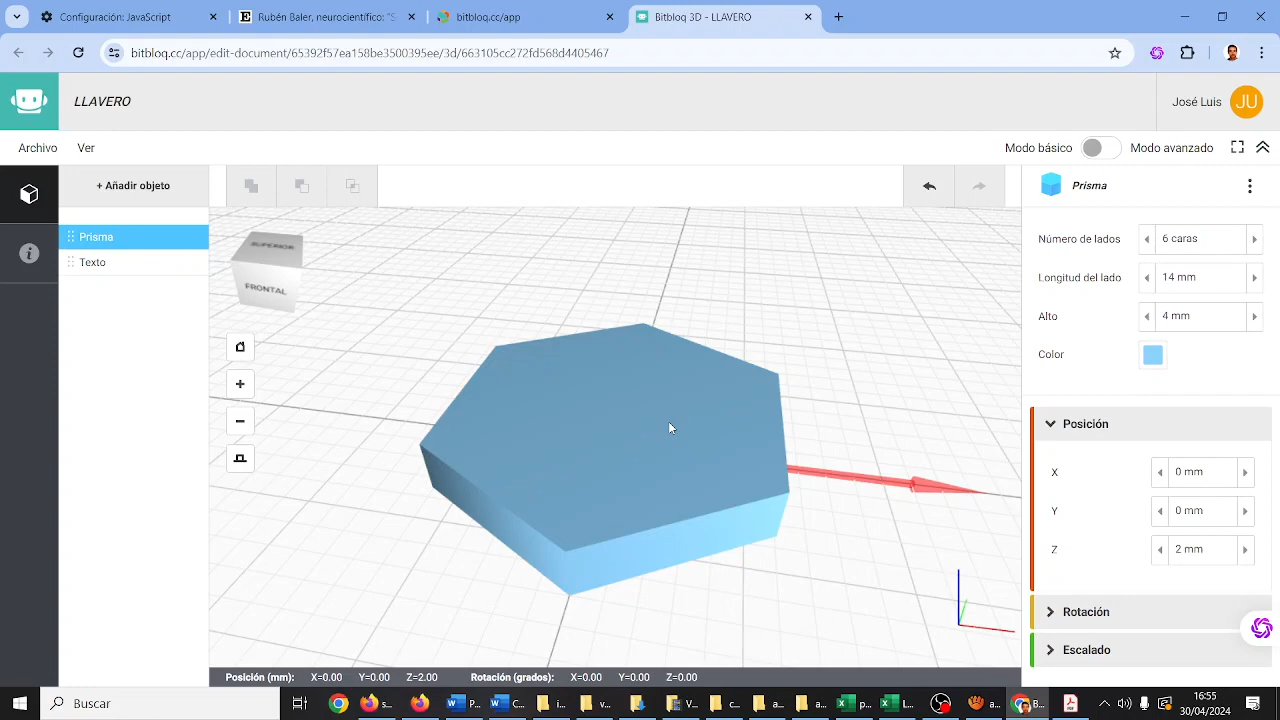 Configuración: JavaScript
Rubén Baler, neurocientífico: "S
bitbloq.cc/app
Bitbloq 3D - LLAVERO
bitbloq.cc/app/edit-document/65392f57ea158be3500395ee/3d/663105cc272fd568d4405467
LLAVERO
José Luis
JU
Archivo
Ver
Modo básico
Modo avanzado
+ Añadir objeto
Prisma
Prisma
Texto
SUPERIOR
FRONTAL
Número de lados
6 caras
Longitud del lado
14 mm
Alto
4 mm
Color
Posición
X
0 mm
Y
0 mm
Z
2 mm
Rotación
Escalado
Posición (mm):
X=0.00
Y=0.00
Z=2.00
Rotación (grados):
X=0.00
Y=0.00
Z=0.00
Buscar
s...
s...
P...
C...
i...
v...
v...
V...
c...
a...
a...
p...
L...
a...
B...
p...
16:55
30/04/2024